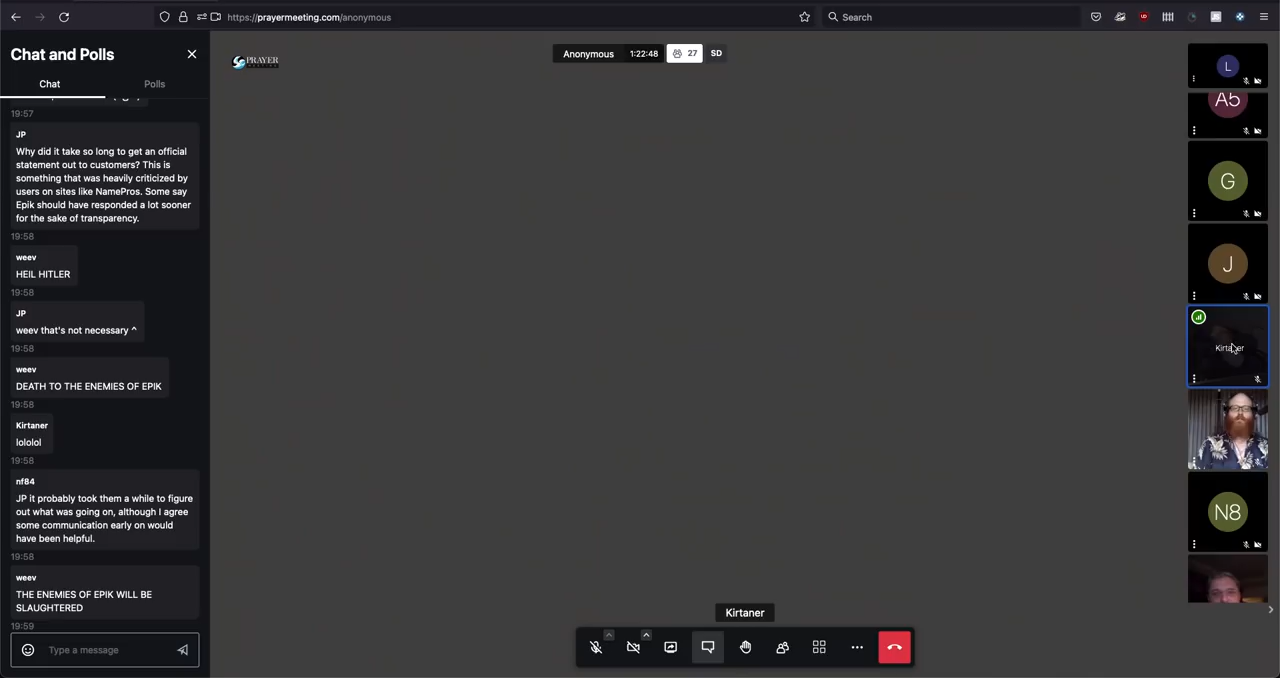 https://prayermeeting.com/anonymous
Search
Chat and Polls
Chat
Polls
PRAYER
Anonymous
1:22:48
27
SD
19:57
JP
Why did it take so long to get an official
statement out to customers? This is
something that was heavily criticized by
users on sites like NamePros. Some say
Epik should have responded a lot sooner
for the sake of transparency.
19:58
weev
HEIL HITLER
19:58
JP
weev that's not necessary ^
19:58
weev
DEATH TO THE ENEMIES OF EPIK
19:58
Kirtaner
lololol
19:58
nf84
JP it probably took them a while to figure
out what was going on, although I agree
some communication early on would
have been helpful.
19:58
weev
THE ENEMIES OF EPIK WILL BE
SLAUGHTERED
19:59
Type a message
L
A5
G
J
Kirtaner
N8
Kirtaner